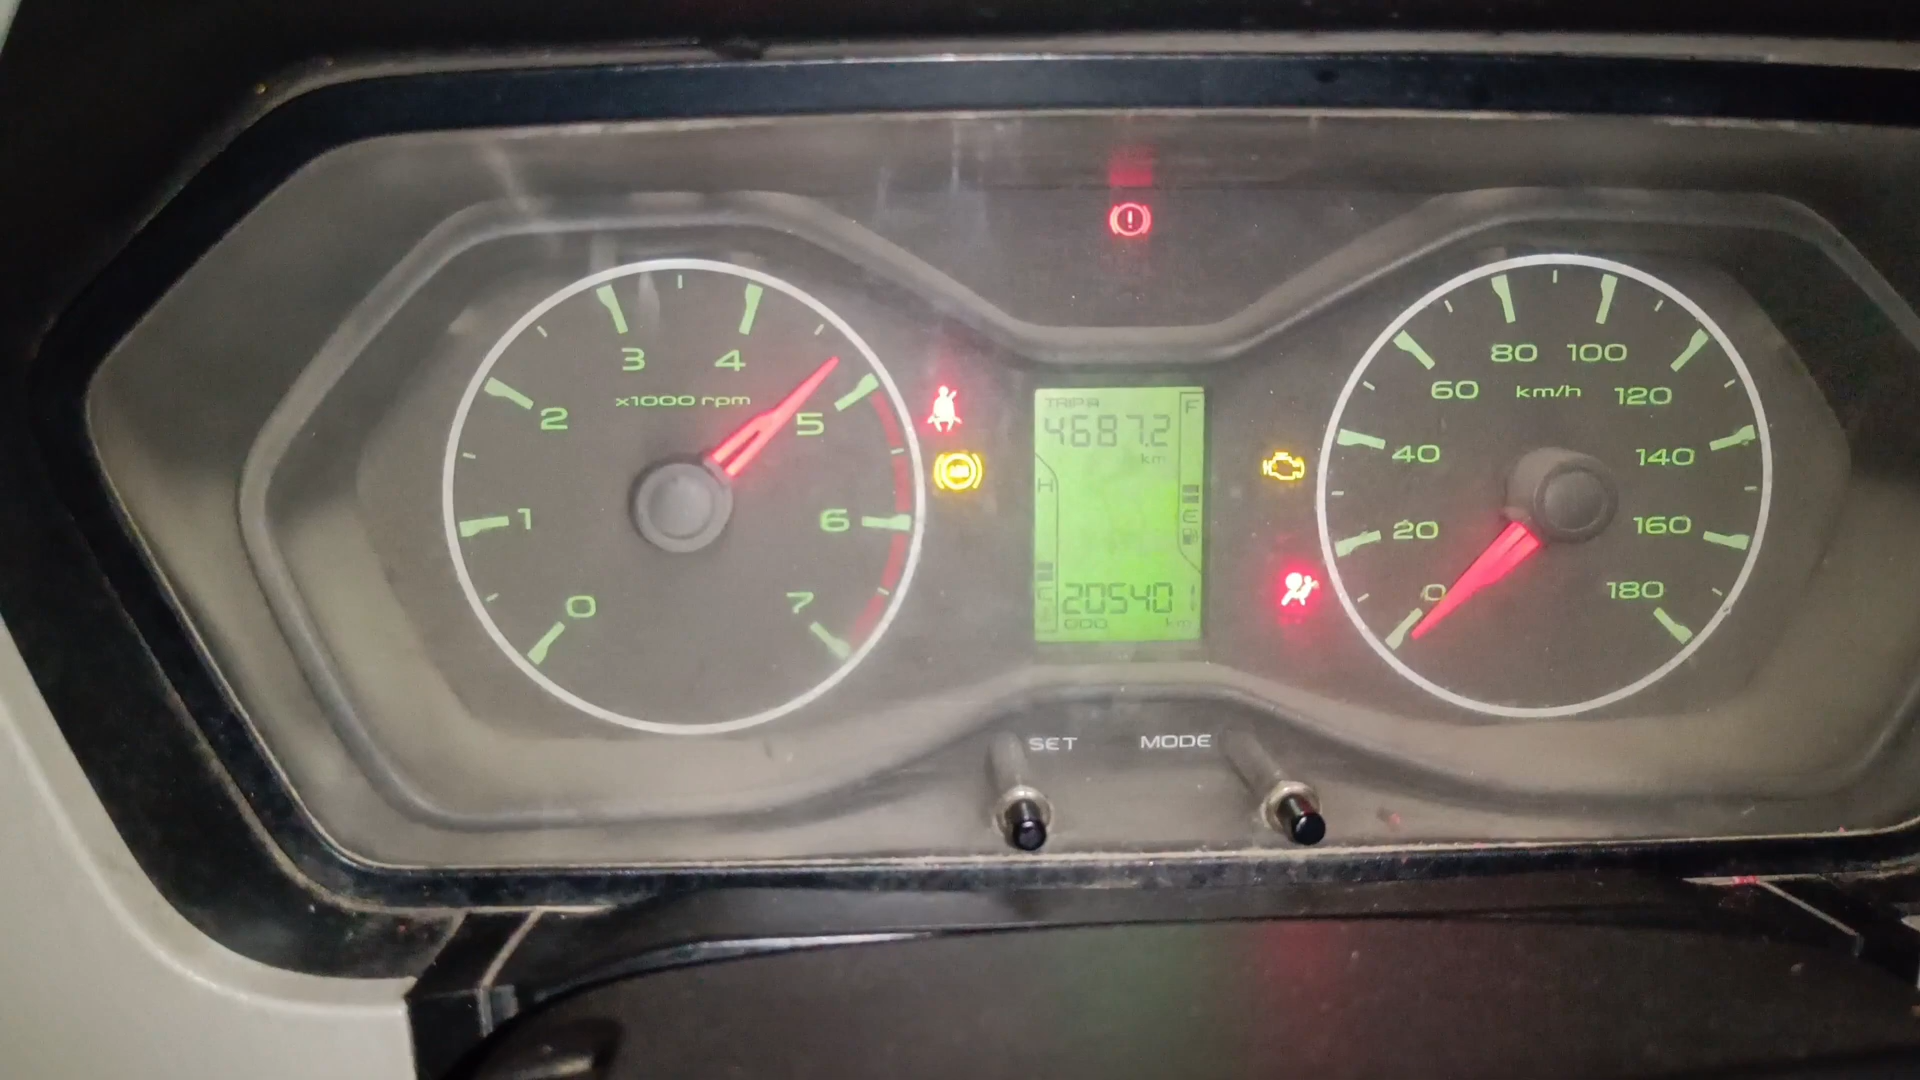 3 4
2 x1000 rpm 5
1 6
0 7
TRIP A
4687.2
km
F
H
E
C
205401
ODO km
80 100
60 km/h 120
40 140
20 160
0 180
SET MODE